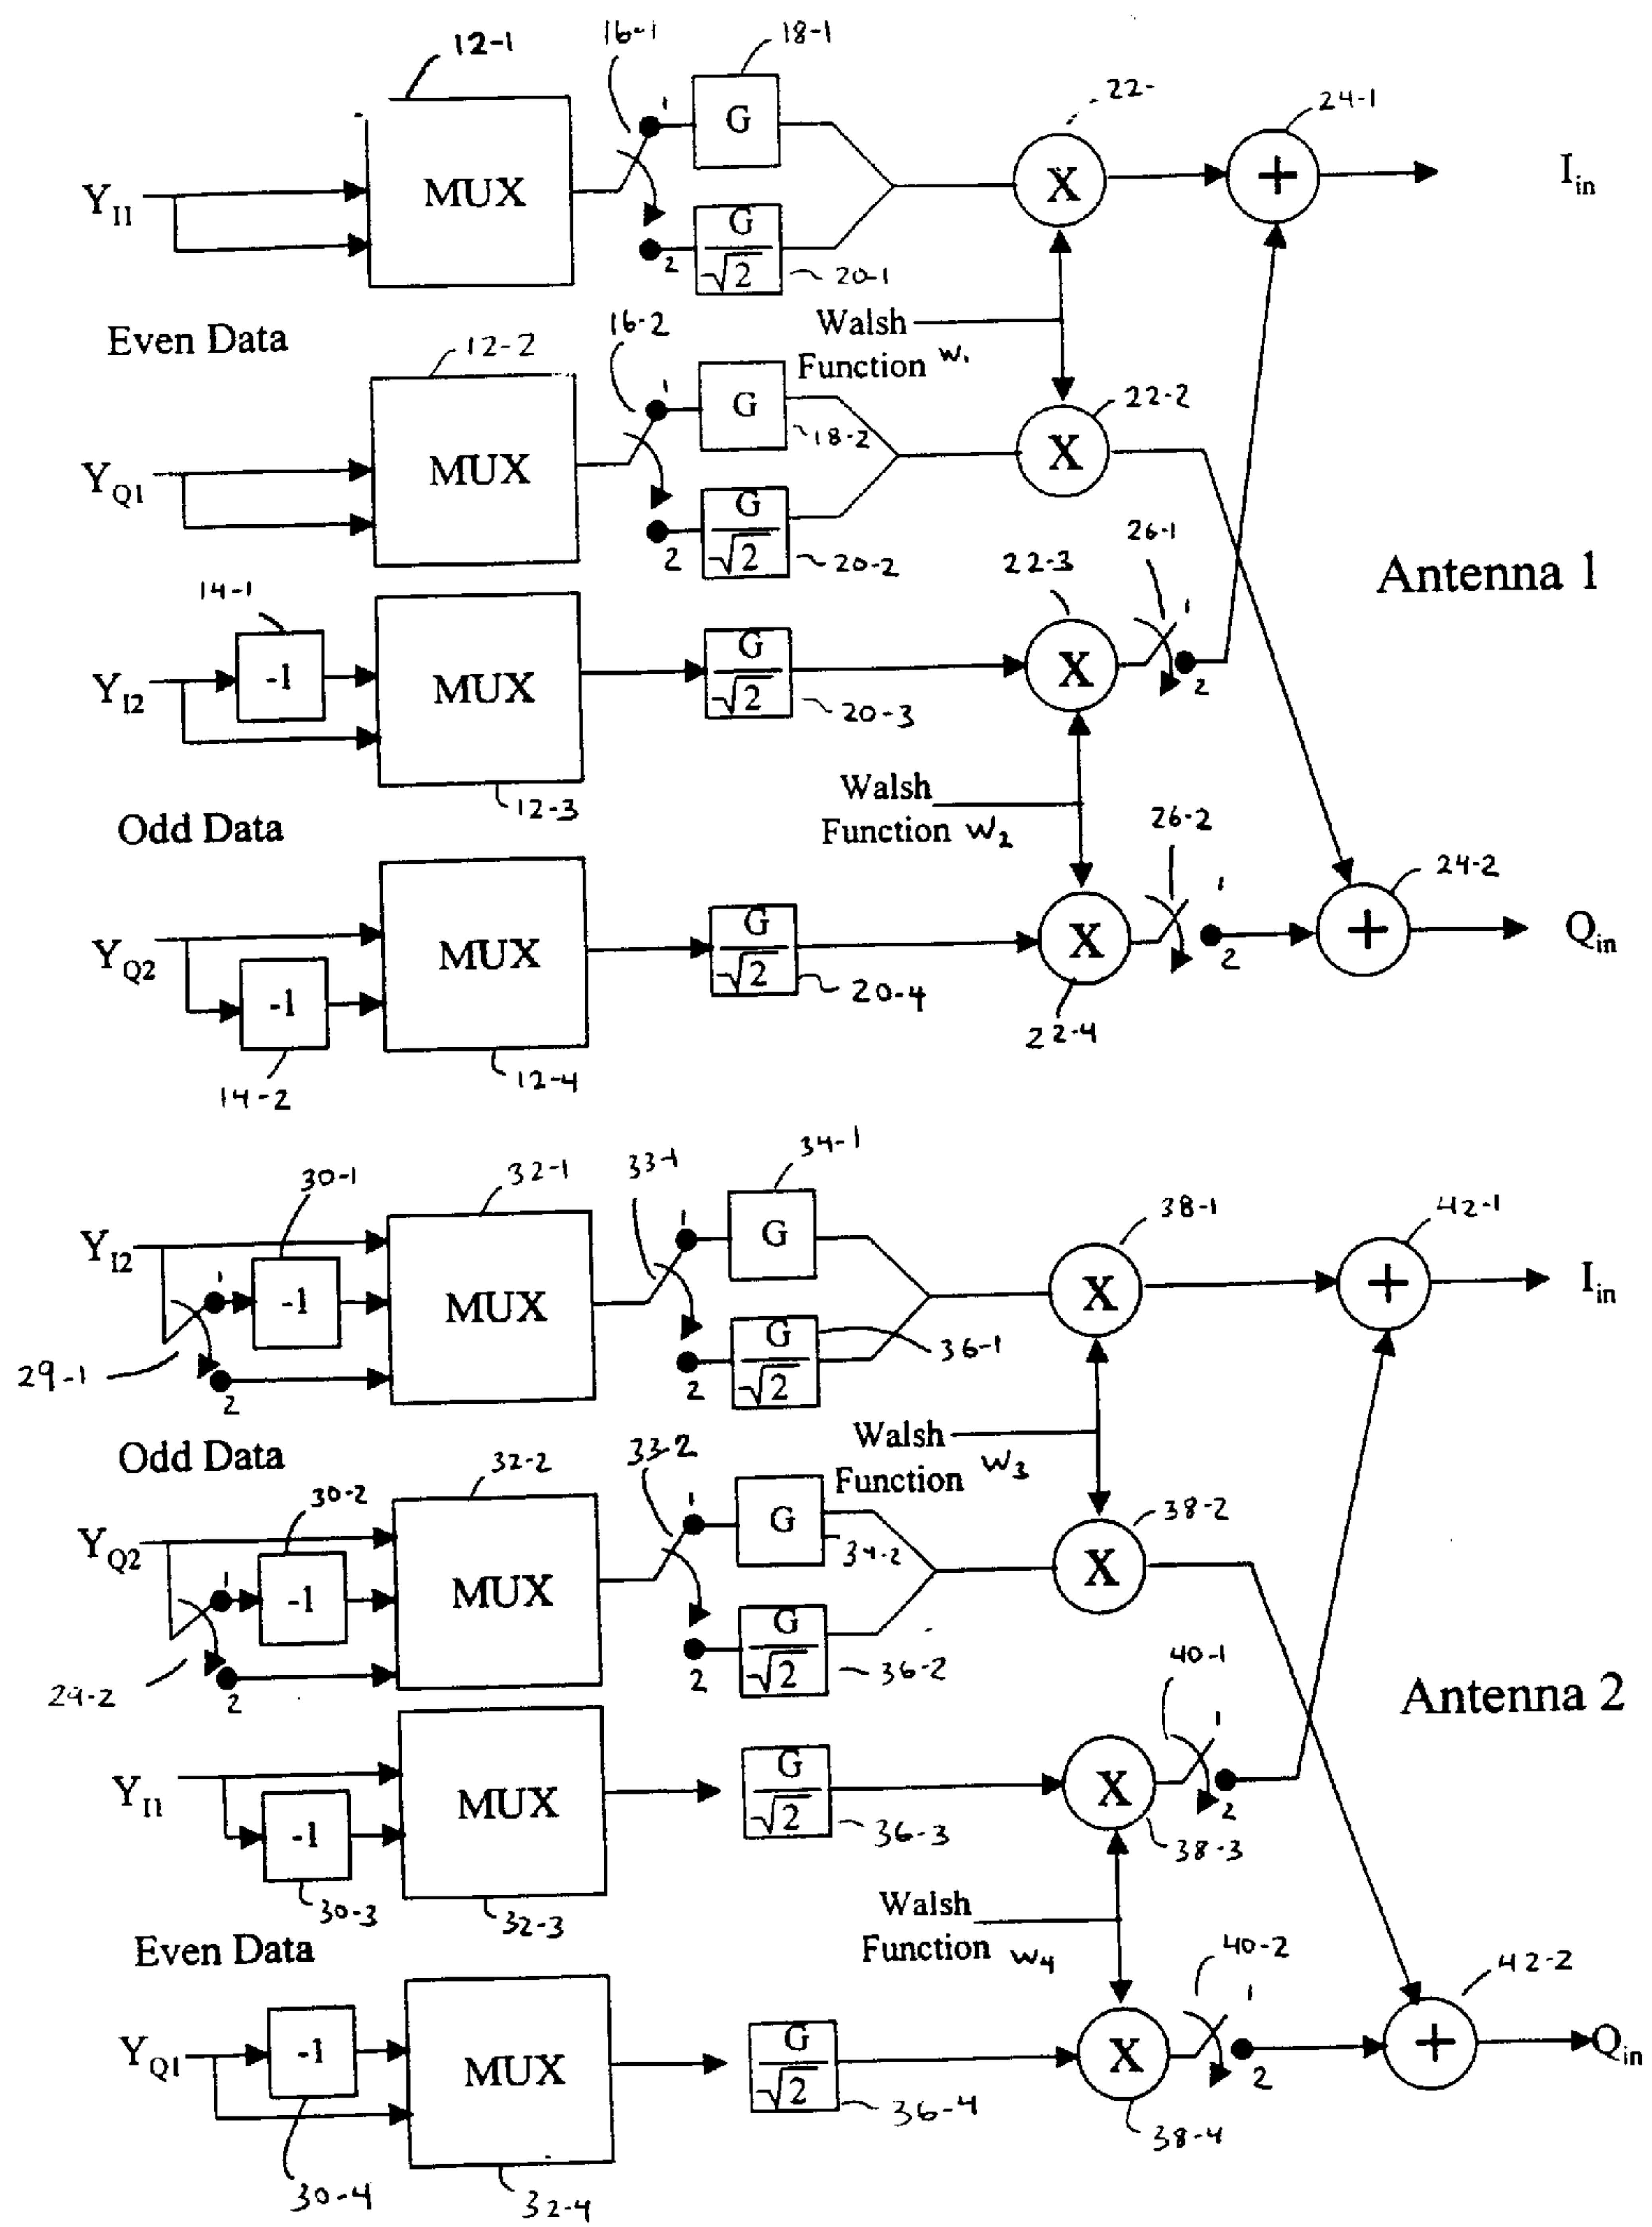 12-1
16-1
18-1
22-
24-1
1
G
MUX
X
+
I_in
Y_I1
G
√2
2
20-1
Even Data
16-2
Walsh
Function W1
12-2
1
G
22-2
18-2
MUX
X
Y_Q1
G
√2
2
20-2
26-1
22-3
Antenna 1
14-1
1
-1
G
√2
X
MUX
Y_I2
2
20-3
12-3
Walsh
Function W2
26-2
Odd Data
24-2
1
G
√2
X
+
Q_in
MUX
Y_Q2
2
-1
20-4
22-4
12-4
14-2
34-1
33-1
30-1
32-1
38-1
42-1
1
G
Y_I2
1
-1
MUX
X
+
I_in
G
√2
36-1
29-1
2
2
Walsh
Function W3
Odd Data
33-2
32-2
30-2
1
G
38-2
34-2
Y_Q2
1
-1
MUX
X
G
√2
36-2
2
2
29-2
40-1
Antenna 2
1
Y_I1
MUX
G
√2
X
2
-1
36-3
38-3
30-3
32-3
Walsh
Function W4
Even Data
40-2
42-2
1
-1
MUX
G
√2
X
+
Q_in
Y_Q1
2
36-4
38-4
30-4
32-4